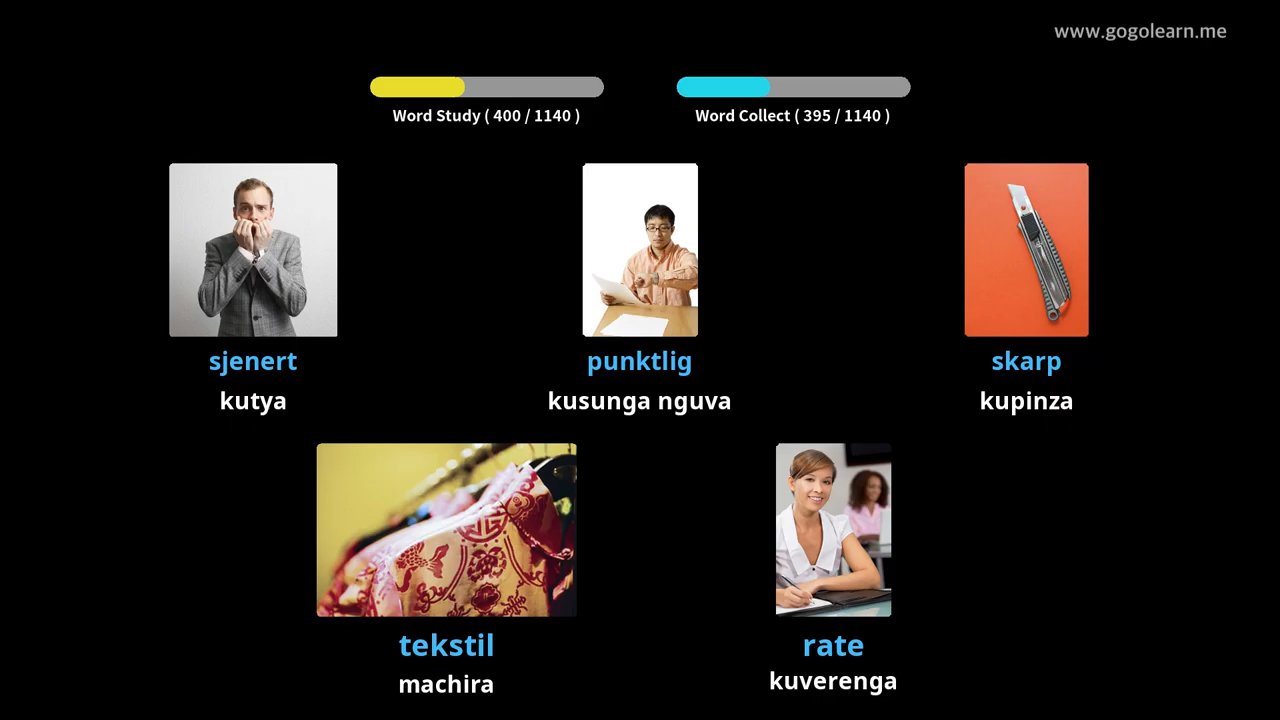 www.gogolearn.me
Word Study ( 400 / 1140 )
Word Collect ( 395 / 1140 )
sjenert
kutya
punktlig
kusunga nguva
skarp
kupinza
tekstil
machira
rate
kuverenga